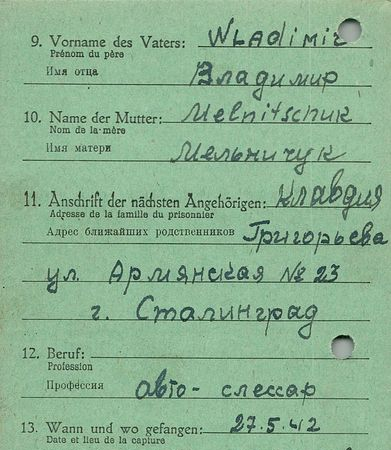 9. Vorname des Vaters: Wladimir
Prénom du père
Имя отца Владимир
10. Name der Mutter: Melnitschuk
Nom de la mère
Имя матери Мельничук
11. Anschrift der nächsten Angehörigen: Клавдия
Adresse de la famille du prisonnier
Адрес ближайших родственников Григорьева
ул. Армянская № 23
г. Сталинград
12. Beruf:
Profession
Профессия авто-слессар
13. Wann und wo gefangen: 27.5.42
Date et lieu de la capture